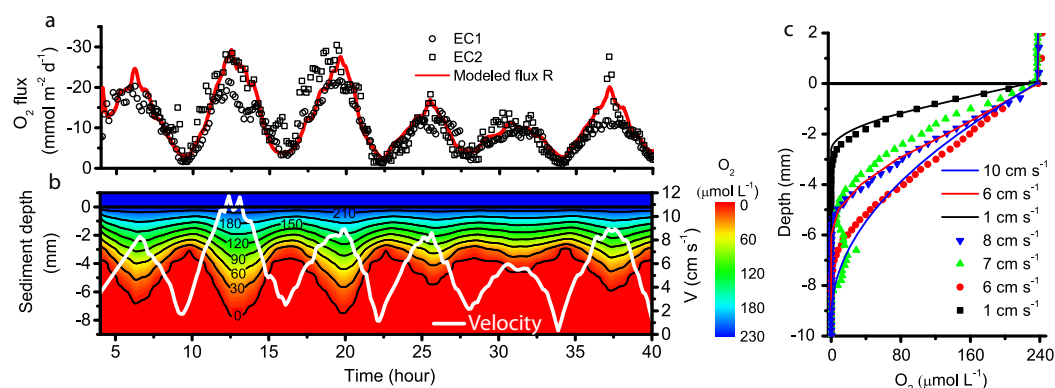 a
O₂ flux
(mmol m⁻² d⁻¹)
-30
-20
-10
0
EC1
EC2
Modeled flux R
b
Sediment depth
(mm)
0
-2
-4
-6
-8
210
180
150
120
90
60
30
0
Velocity
12
10
8
6
4
2
0
V (cm s⁻¹)
5 10 15 20 25 30 35 40
Time (hour)
O₂
(μmol L⁻¹)
0
60
120
180
230
c
Depth (mm)
2
0
-2
-4
-6
-8
-10
10 cm s⁻¹
6 cm s⁻¹
1 cm s⁻¹
8 cm s⁻¹
7 cm s⁻¹
6 cm s⁻¹
1 cm s⁻¹
0 80 160 240
O₂ (μmol L⁻¹)